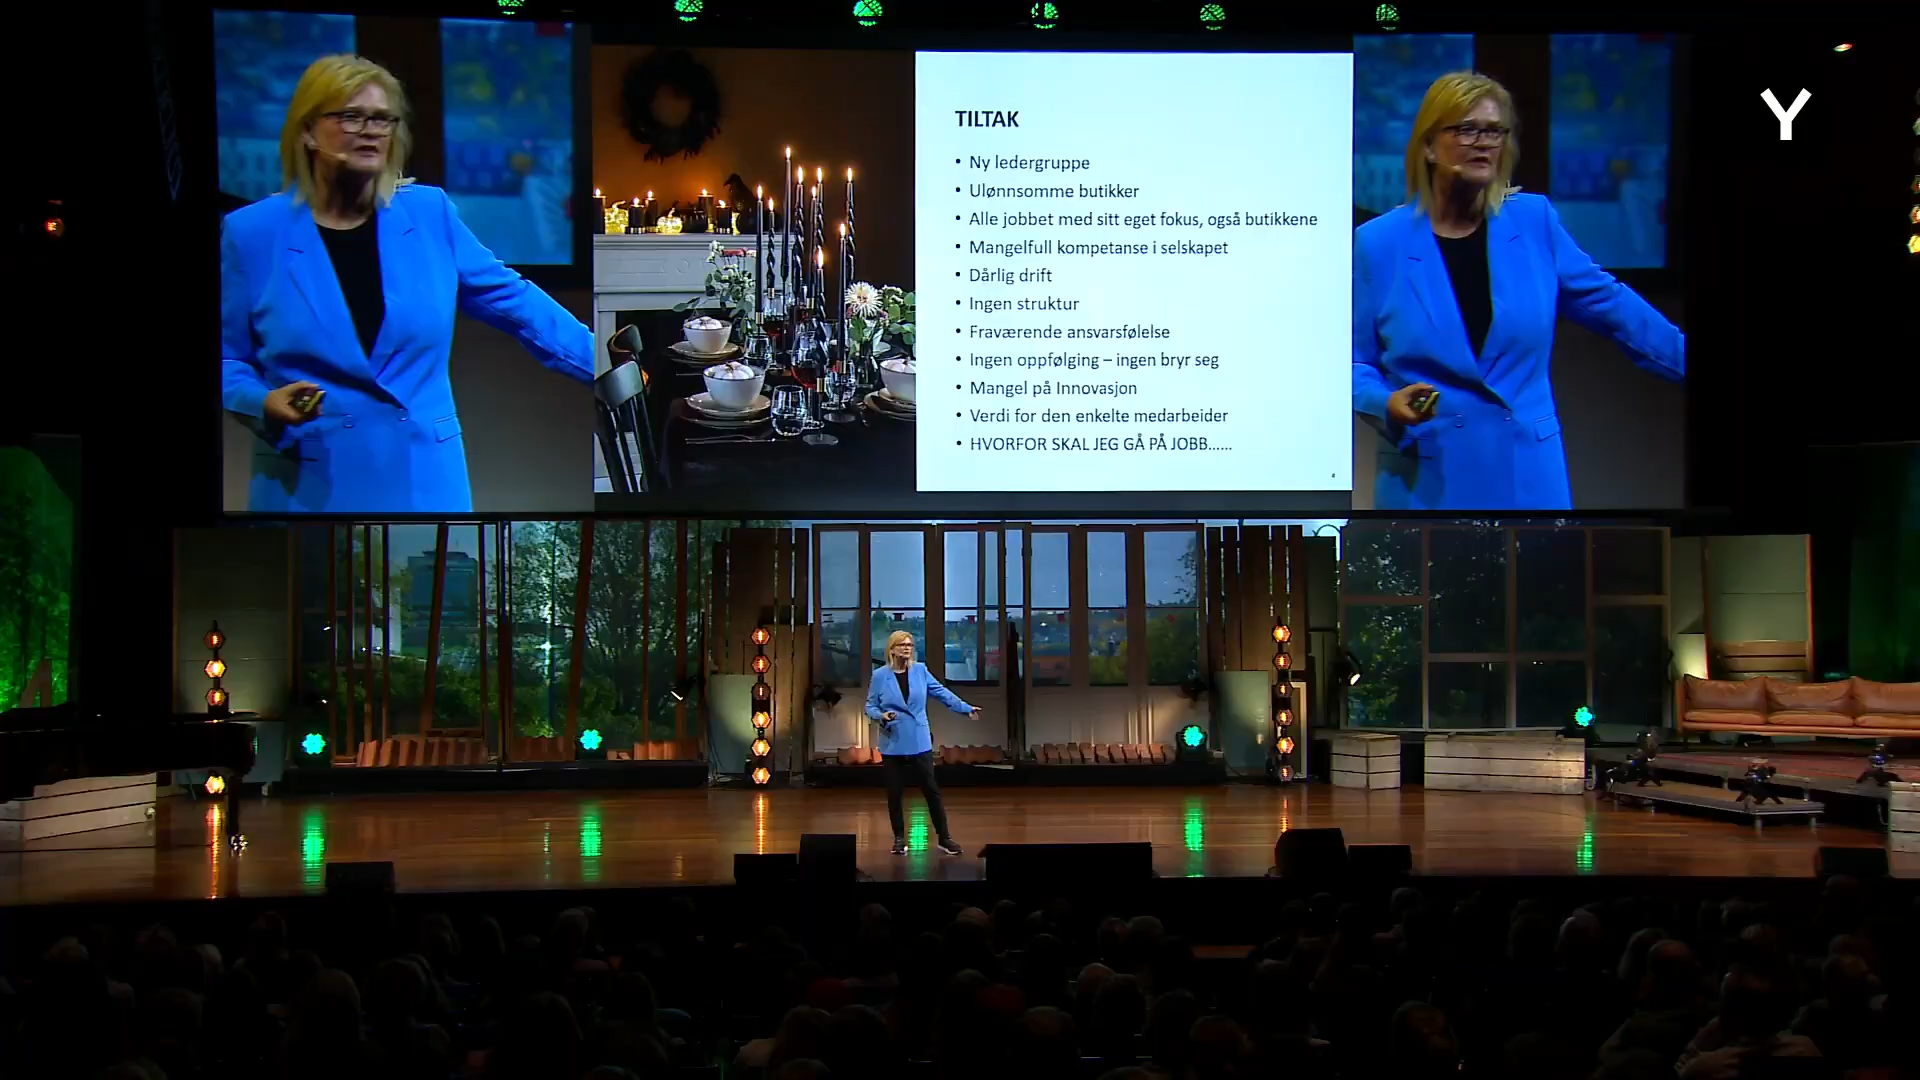 Y
TILTAK
• Ny ledergruppe
• Ulønnsomme butikker
• Alle jobbet med sitt eget fokus, også butikkene
• Mangelfull kompetanse i selskapet
• Dårlig drift
• Ingen struktur
• Fraværende ansvarsfølelse
• Ingen oppfølging – ingen bryr seg
• Mangel på Innovasjon
• Verdi for den enkelte medarbeider
• HVORFOR SKAL JEG GÅ PÅ JOBB......
4